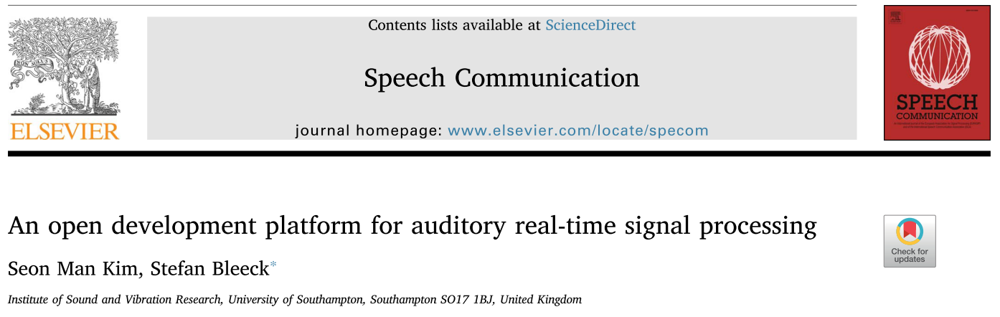 Contents lists available at ScienceDirect
NON SOLUS
Speech Communication
ELSEVIER
journal homepage: www.elsevier.com/locate/specom
SPEECH
COMMUNICATION
An open development platform for auditory real-time signal processing
Check for
updates
Seon Man Kim, Stefan Bleeck*
Institute of Sound and Vibration Research, University of Southampton, Southampton SO17 1BJ, United Kingdom